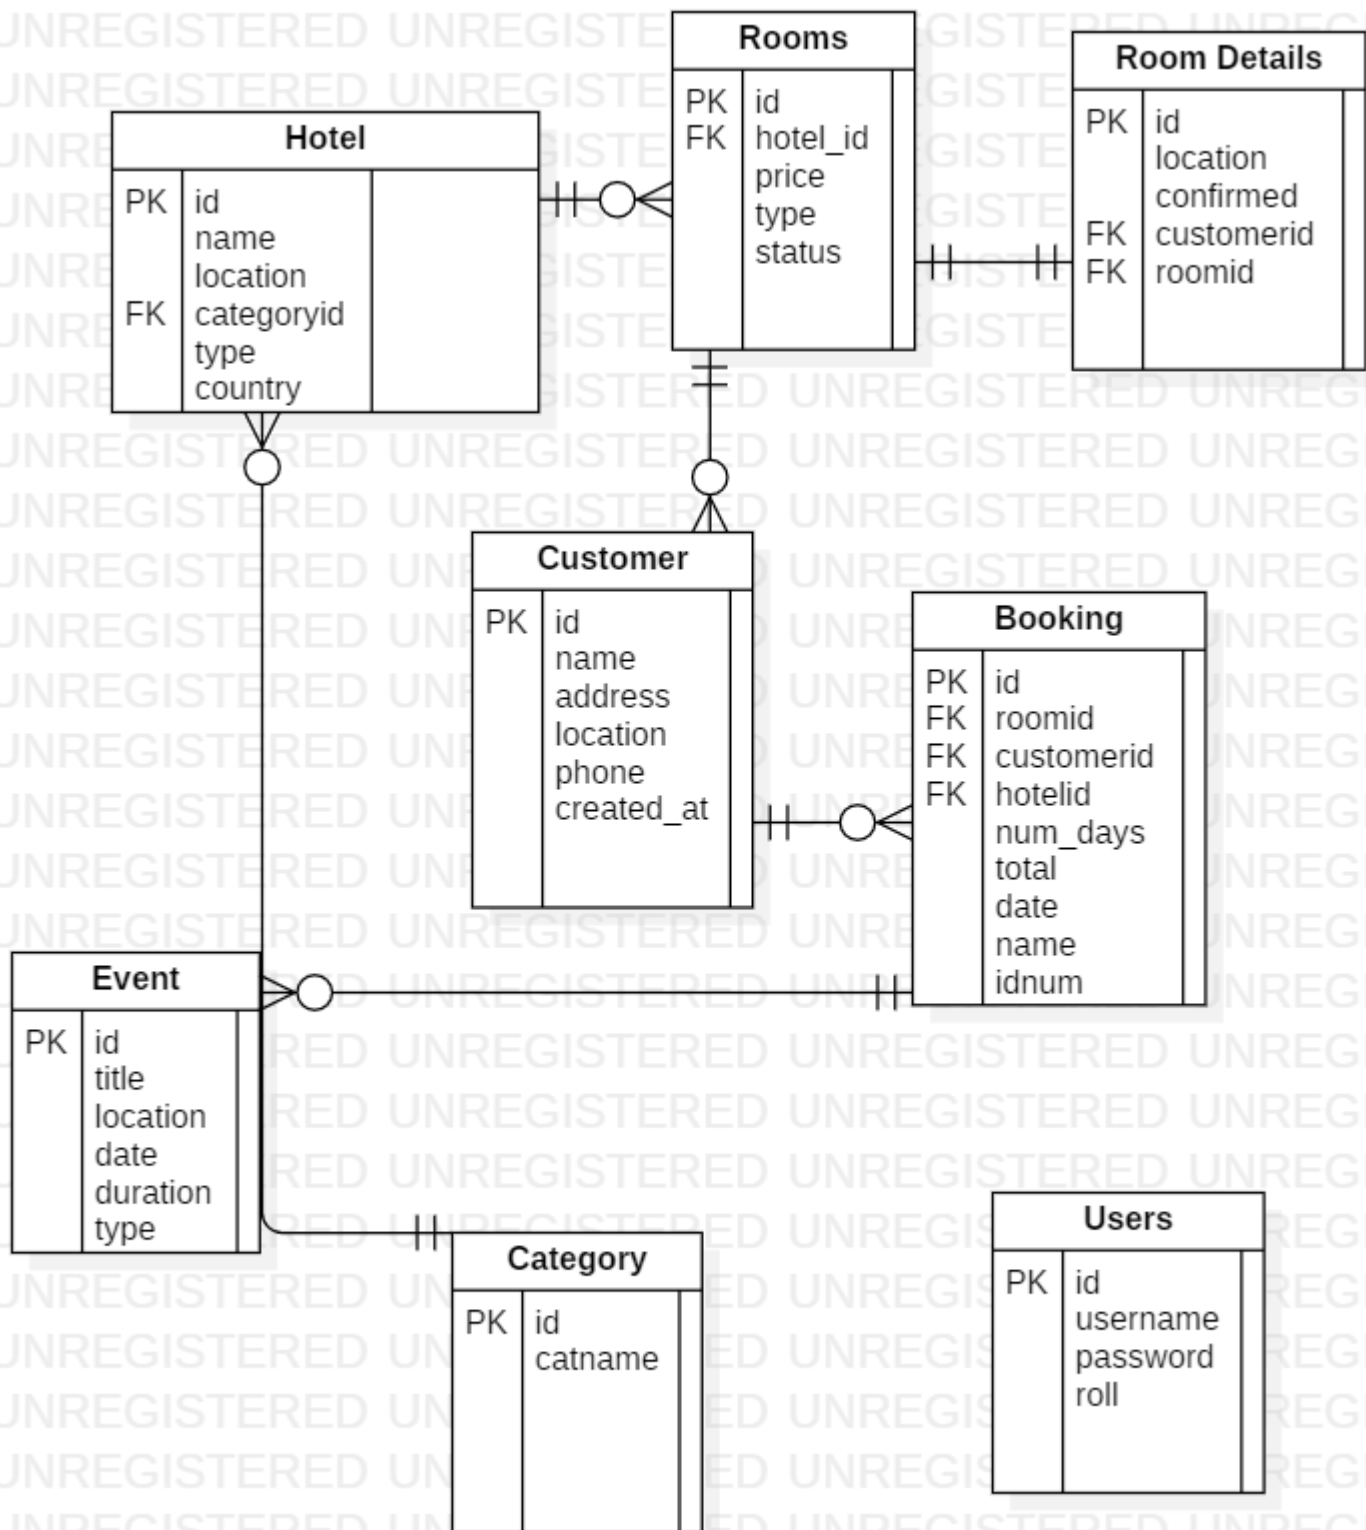 Rooms
PK id
FK hotel_id
price
type
status
Room Details
PK id
location
confirmed
FK customerid
FK roomid
Hotel
PK id
name
location
FK categoryid
type
country
Customer
PK id
name
address
location
phone
created_at
Booking
PK id
FK roomid
FK customerid
FK hotelid
num_days
total
date
name
idnum
Event
PK id
title
location
date
duration
type
Category
PK id
catname
Users
PK id
username
password
roll
UNREGISTERED UNREGISTERED UNREGISTERED